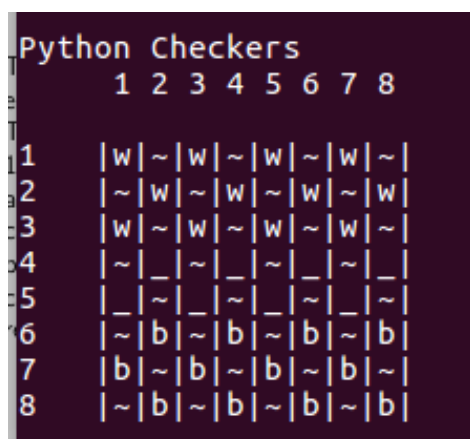 Python Checkers
1 2 3 4 5 6 7 8
1 |w|~|w|~|w|~|w|~|
2 |~|w|~|w|~|w|~|w|
3 |w|~|w|~|w|~|w|~|
4 |~|_|~|_|~|_|~|_|
5 |_|~|_|~|_|~|_|~|
6 |~|b|~|b|~|b|~|b|
7 |b|~|b|~|b|~|b|~|
8 |~|b|~|b|~|b|~|b|